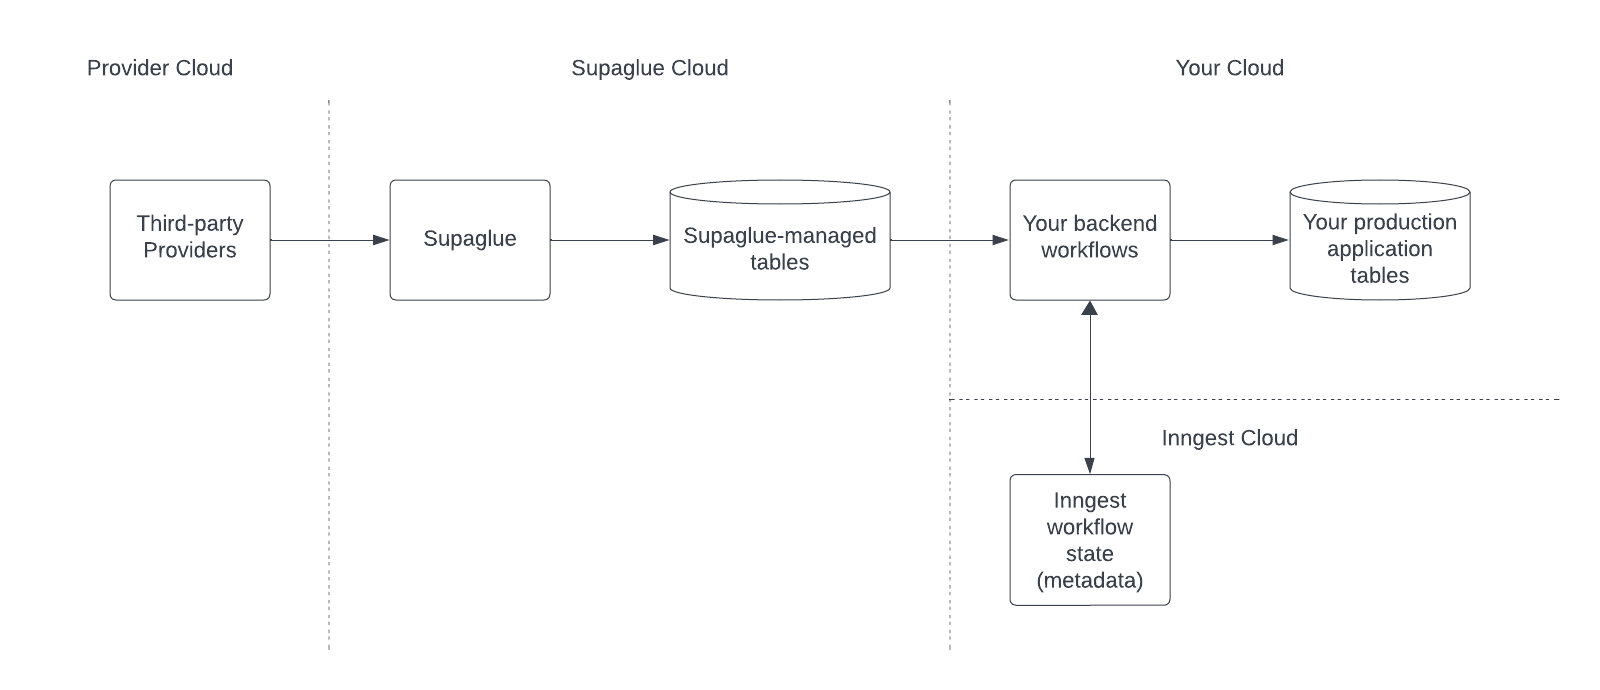 Provider Cloud
Supaglue Cloud
Your Cloud
Third-party
Providers
Supaglue
Supaglue-managed
tables
Your backend
workflows
Your production
application
tables
Inngest Cloud
Inngest
workflow
state
(metadata)